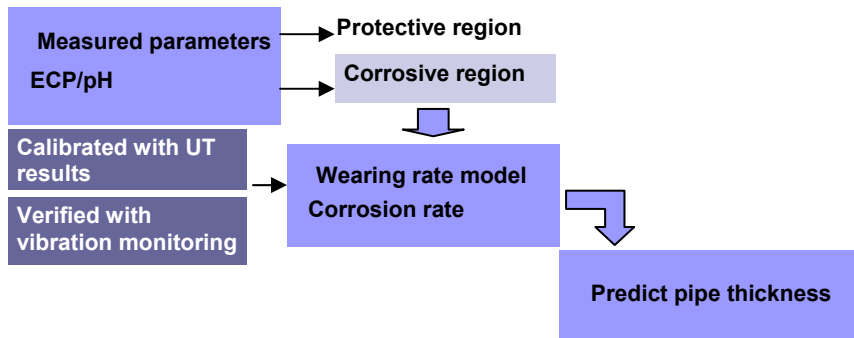 Measured parameters
ECP/pH
Protective region
Corrosive region
Calibrated with UT
results
Verified with
vibration monitoring
Wearing rate model
Corrosion rate
Predict pipe thickness